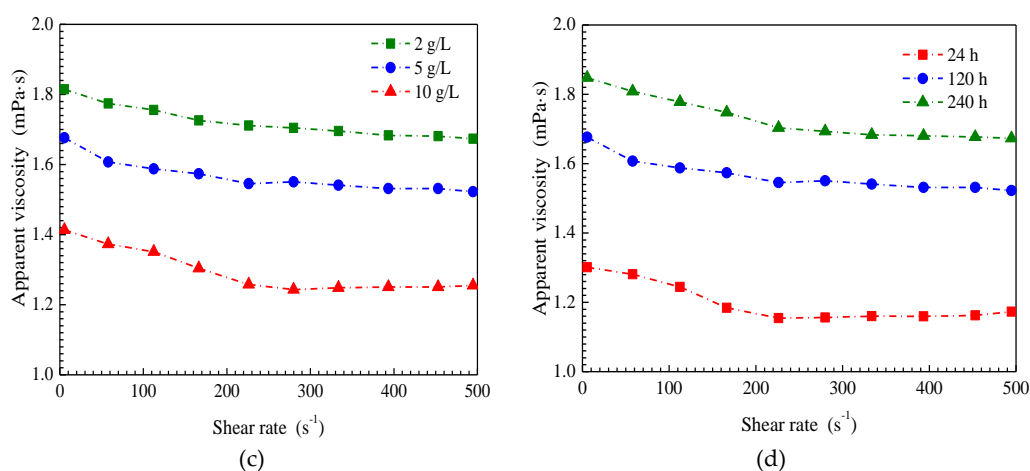 2.0
1.8
1.6
1.4
1.2
1.0
0
100
200
300
400
500
Apparent viscosity (mPa·s)
Shear rate (s-1)
2 g/L
5 g/L
10 g/L
(c)
2.0
1.8
1.6
1.4
1.2
1.0
0
100
200
300
400
500
Apparent viscosity (mPa·s)
Shear rate (s-1)
24 h
120 h
240 h
(d)